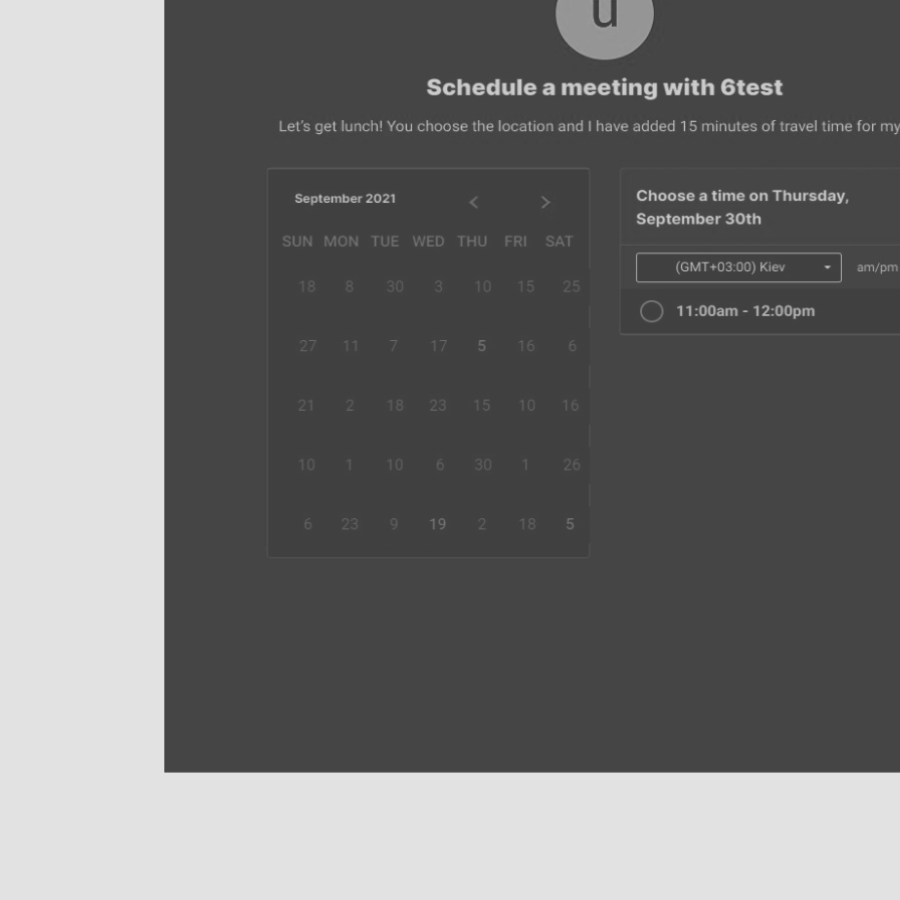 u
Schedule a meeting with 6test
Let's get lunch! You choose the location and I have added 15 minutes of travel time for my
September 2021
SUN MON TUE WED THU FRI SAT
18 8 30 3 10 15 25
27 11 7 17 5 16 6
21 2 18 23 15 10 16
10 1 10 6 30 1 26
6 23 9 19 2 18 5
Choose a time on Thursday,
September 30th
(GMT+03:00) Kiev am/pm
11:00am - 12:00pm